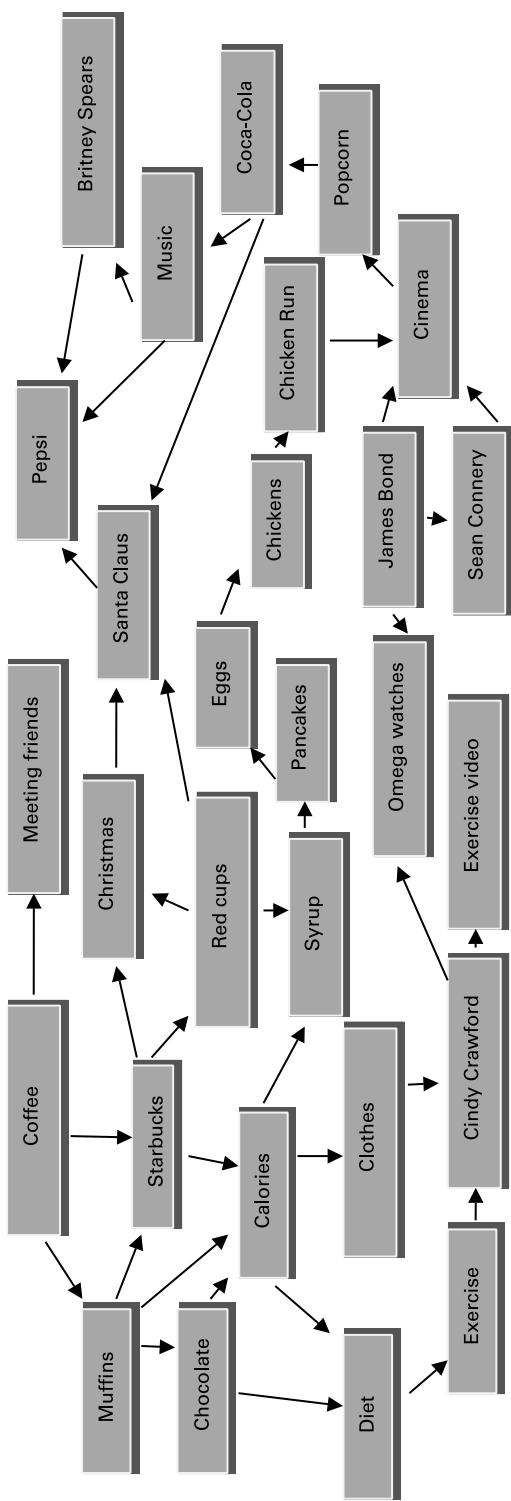 Coffee
Meeting friends
Pepsi
Britney Spears
Muffins
Starbucks
Christmas
Santa Claus
Music
Chocolate
Red cups
Eggs
Coca-Cola
Calories
Chickens
Chicken Run
Syrup
Pancakes
Popcorn
Diet
Clothes
Omega watches
James Bond
Cinema
Exercise
Cindy Crawford
Exercise video
Sean Connery